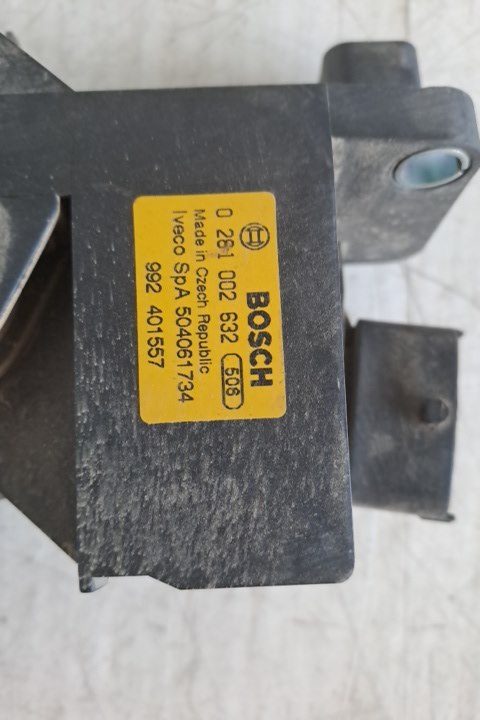 BOSCH
0 281 002 632 506
Made in Czech Republic
Iveco SpA 504061734
992 401557